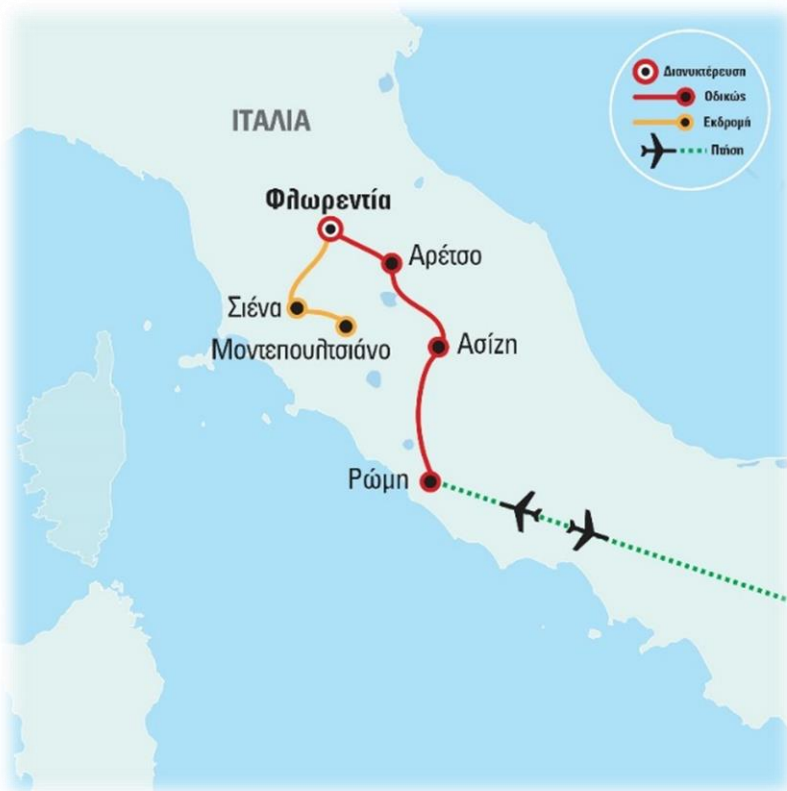 Διανυκτέρευση
Οδικώς
Εκδρομή
Πτήση
ΙΤΑΛΙΑ
Φλωρεντία
Αρέτσο
Σιένα
Μοντεπουλτσιάνο
Ασίζη
Ρώμη